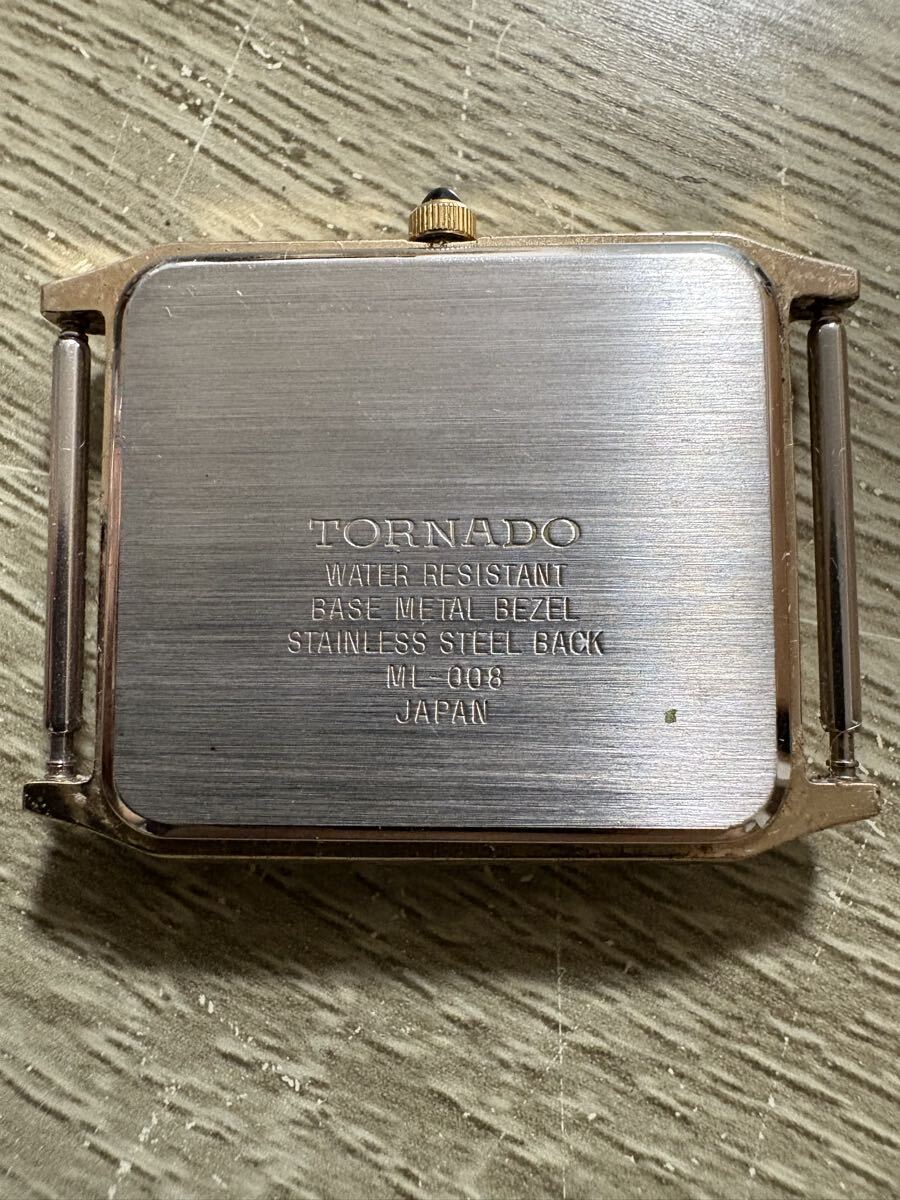 TORNADO
WATER RESISTANT
BASE METAL BEZEL
STAINLESS STEEL BACK
ML-008
JAPAN